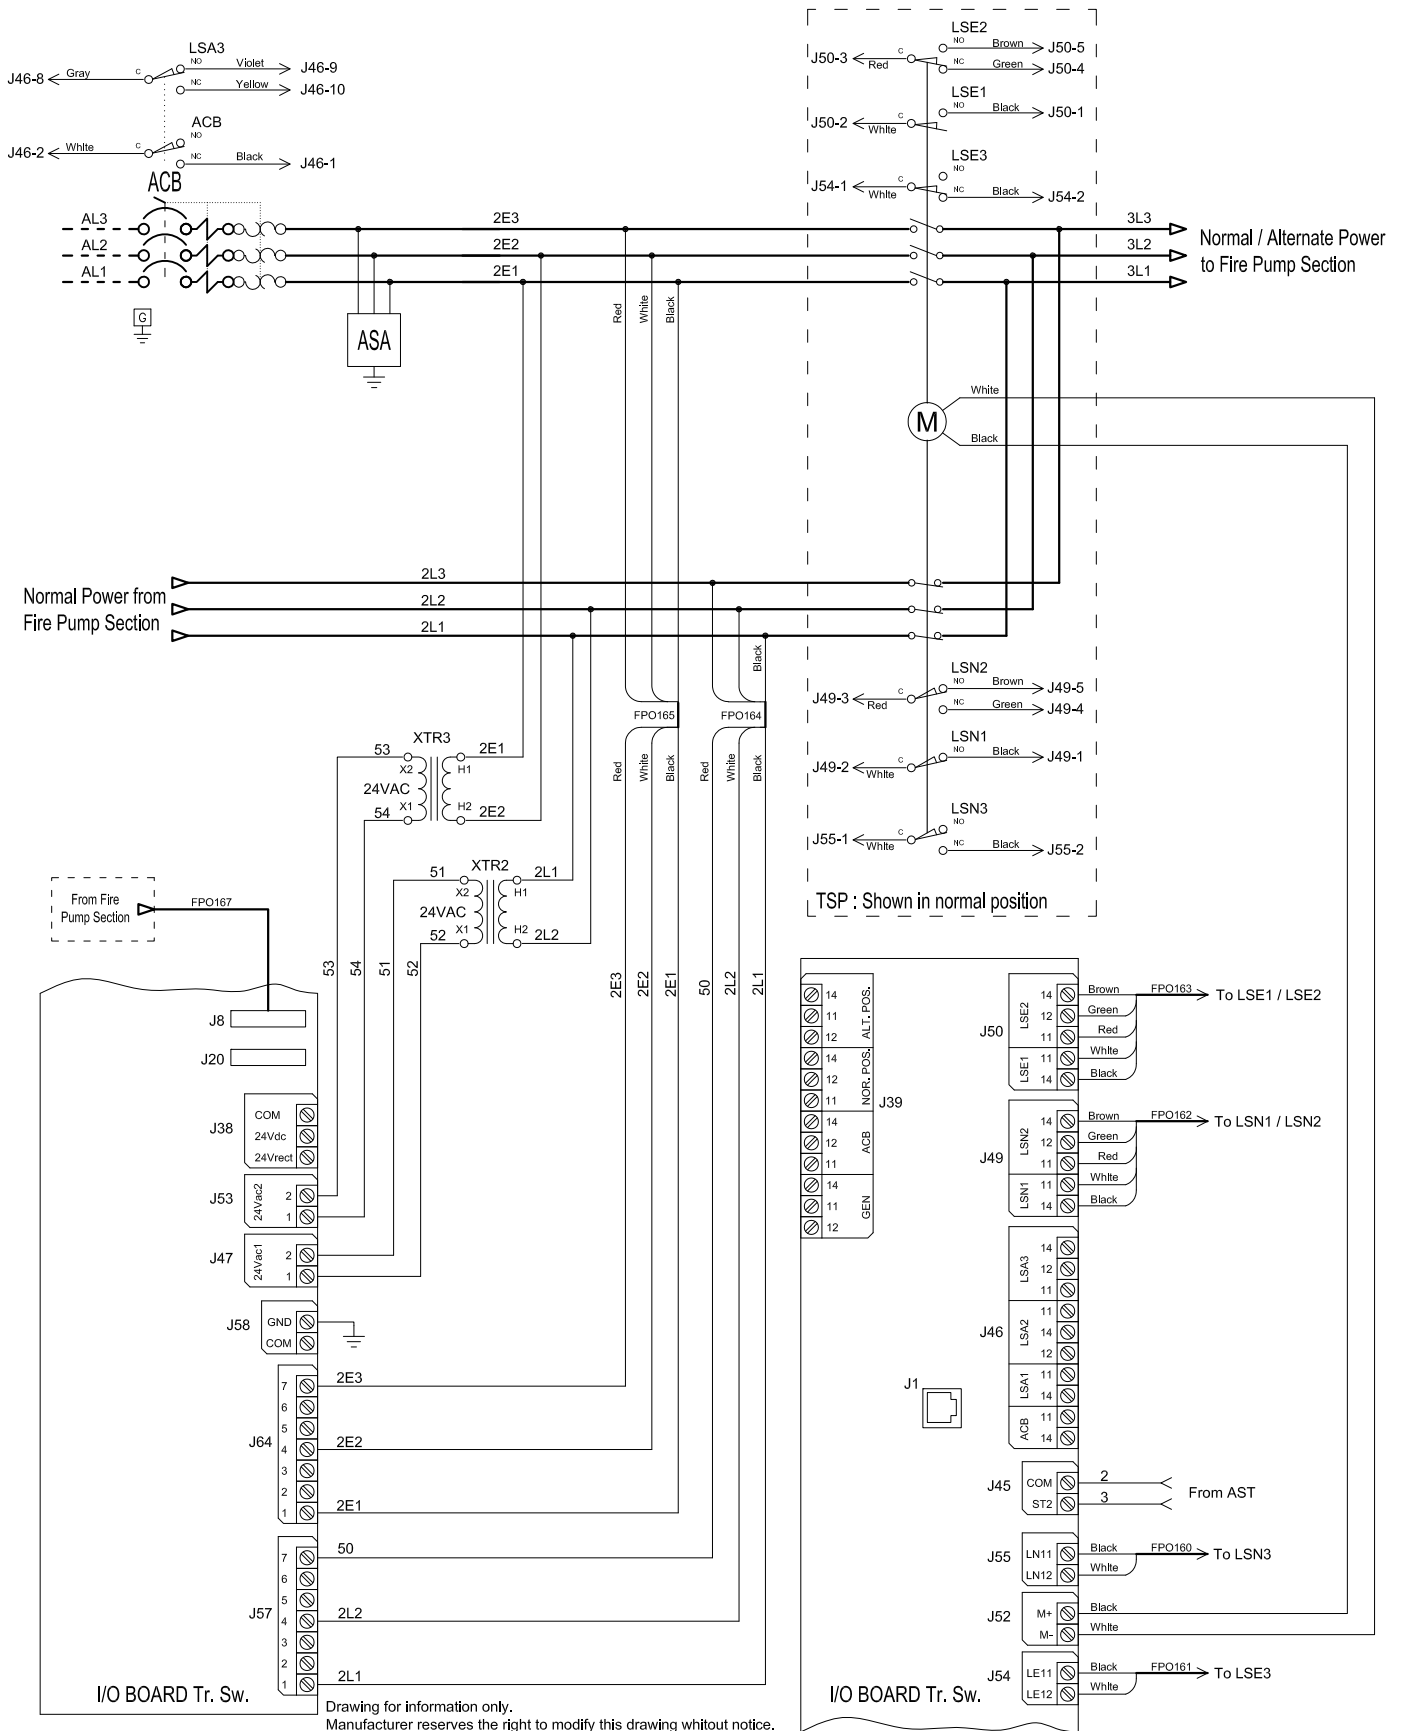 LSA3
NO
Violet
J46-9
J46-8
Gray
C
NC
Yellow
J46-10
ACB
NO
J46-2
White
C
NC
Black
J46-1
ACB
AL3
AL2
AL1
2E3
2E2
2E1
G
ASA
Red
White
Black
LSE2
NO
Brown
J50-5
J50-3
Red
C
NC
Green
J50-4
LSE1
NO
Black
J50-1
J50-2
White
C
LSE3
NO
J54-1
White
C
NC
Black
J54-2
3L3
3L2
3L1
Normal / Alternate Power
to Fire Pump Section
M
White
Black
Normal Power from
Fire Pump Section
2L3
2L2
2L1
Black
FPO165
FPO164
Red
White
Black
Red
White
Black
LSN2
NO
Brown
J49-5
J49-3
Red
C
NC
Green
J49-4
LSN1
NO
Black
J49-1
J49-2
White
C
LSN3
NO
J55-1
White
C
NC
Black
J55-2
TSP : Shown in normal position
XTR3
53
X2
H1
2E1
24VAC
54
X1
H2
2E2
XTR2
51
X2
H1
2L1
24VAC
52
X1
H2
2L2
From Fire
Pump Section
FPO167
53
54
51
52
2E3
2E2
2E1
50
2L2
2L1
J8
J20
J38
COM
24Vdc
24Vrect
J53
24Vac2
2
1
J47
24Vac1
2
1
J58
GND
COM
J64
7
6
5
4
3
2
1
2E3
2E2
2E1
J57
7
6
5
4
3
2
1
50
2L2
2L1
I/O BOARD Tr. Sw.
Drawing for information only.
Manufacturer reserves the right to modify this drawing whitout notice.
14
11
12
ALT. POS.
14
12
11
NOR. POS.
J39
14
12
11
ACB
14
11
12
GEN
J1
J50
LSE2
14
12
11
LSE1
11
14
Brown
Green
Red
White
Black
FPO163
To LSE1 / LSE2
J49
LSN2
14
12
11
LSN1
11
14
Brown
Green
Red
White
Black
FPO162
To LSN1 / LSN2
J46
LSA3
14
12
11
LSA2
11
14
12
LSA1
11
14
ACB
11
14
J45
COM
ST2
2
3
From AST
J55
LN11
LN12
Black
White
FPO160
To LSN3
J52
M+
M-
Black
White
J54
LE11
LE12
Black
White
FPO161
To LSE3
I/O BOARD Tr. Sw.